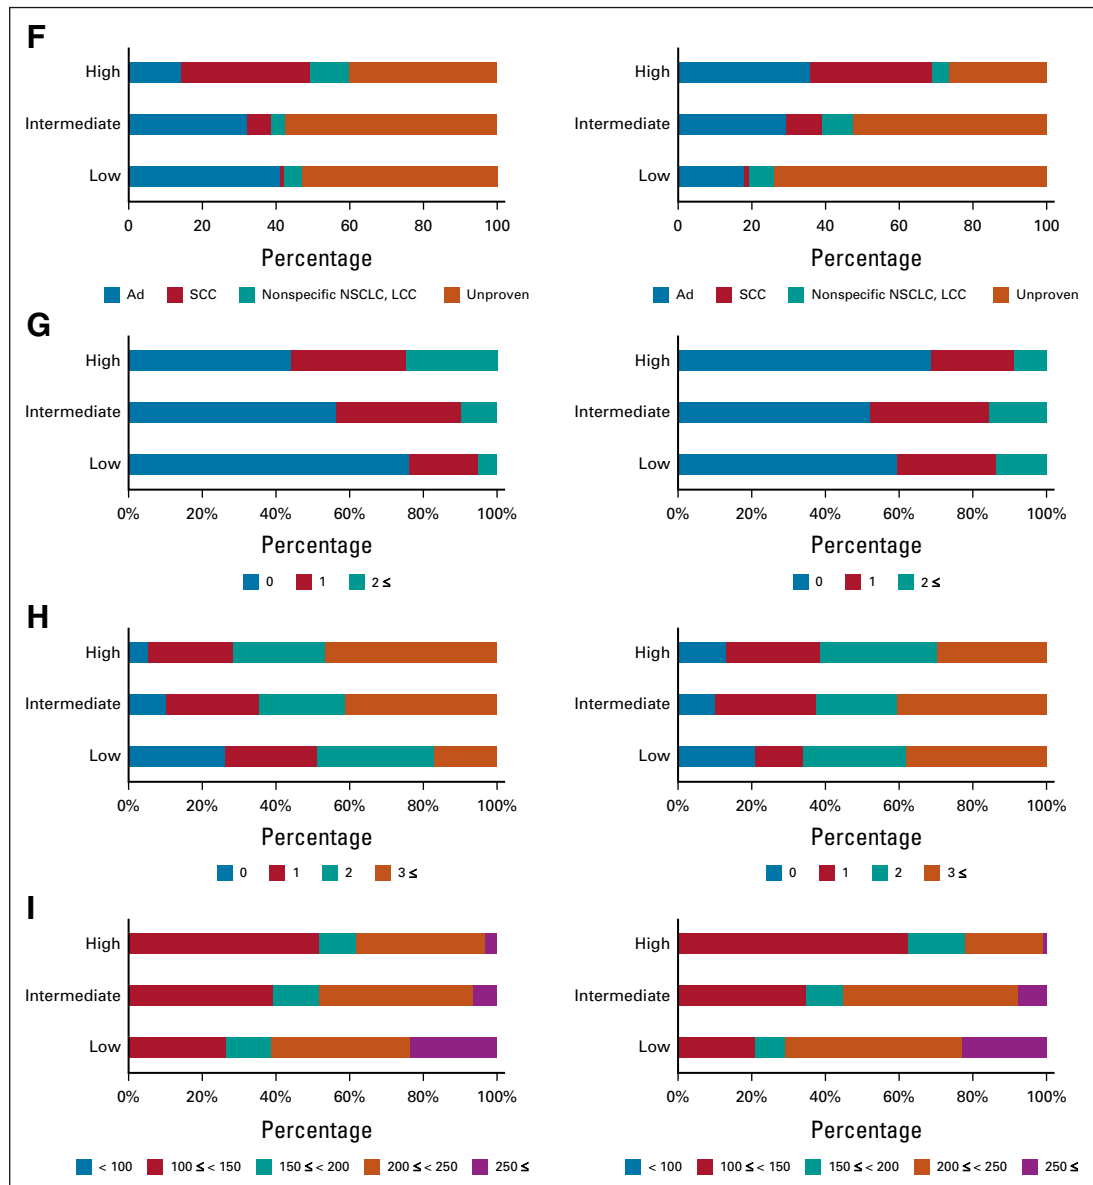 F
High
Intermediate
Low
0 20 40 60 80 100
Percentage
Ad SCC Nonspecific NSCLC, LCC Unproven
High
Intermediate
Low
0 20 40 60 80 100
Percentage
Ad SCC Nonspecific NSCLC, LCC Unproven
G
High
Intermediate
Low
0% 20% 40% 60% 80% 100%
Percentage
0 1 2 ≤
High
Intermediate
Low
0% 20% 40% 60% 80% 100%
Percentage
0 1 2 ≤
H
High
Intermediate
Low
0% 20% 40% 60% 80% 100%
Percentage
0 1 2 3 ≤
High
Intermediate
Low
0% 20% 40% 60% 80% 100%
Percentage
0 1 2 3 ≤
I
High
Intermediate
Low
0% 20% 40% 60% 80% 100%
Percentage
< 100 100 ≤ < 150 150 ≤ < 200 200 ≤ < 250 250 ≤
High
Intermediate
Low
0% 20% 40% 60% 80% 100%
Percentage
< 100 100 ≤ < 150 150 ≤ < 200 200 ≤ < 250 250 ≤